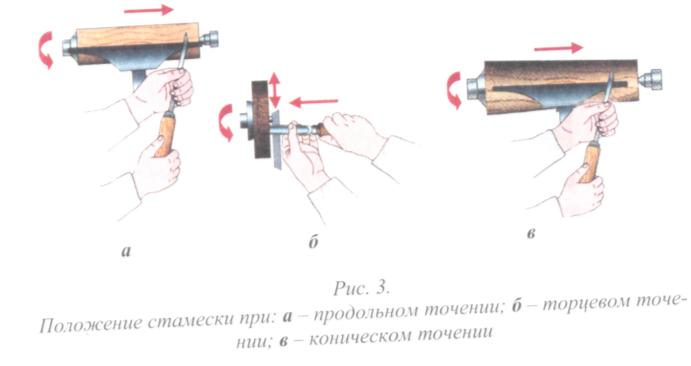 а
б
в
Рис. 3.
Положение стамески при: а – продольном точении; б – торцевом точе-
нии; в – коническом точении